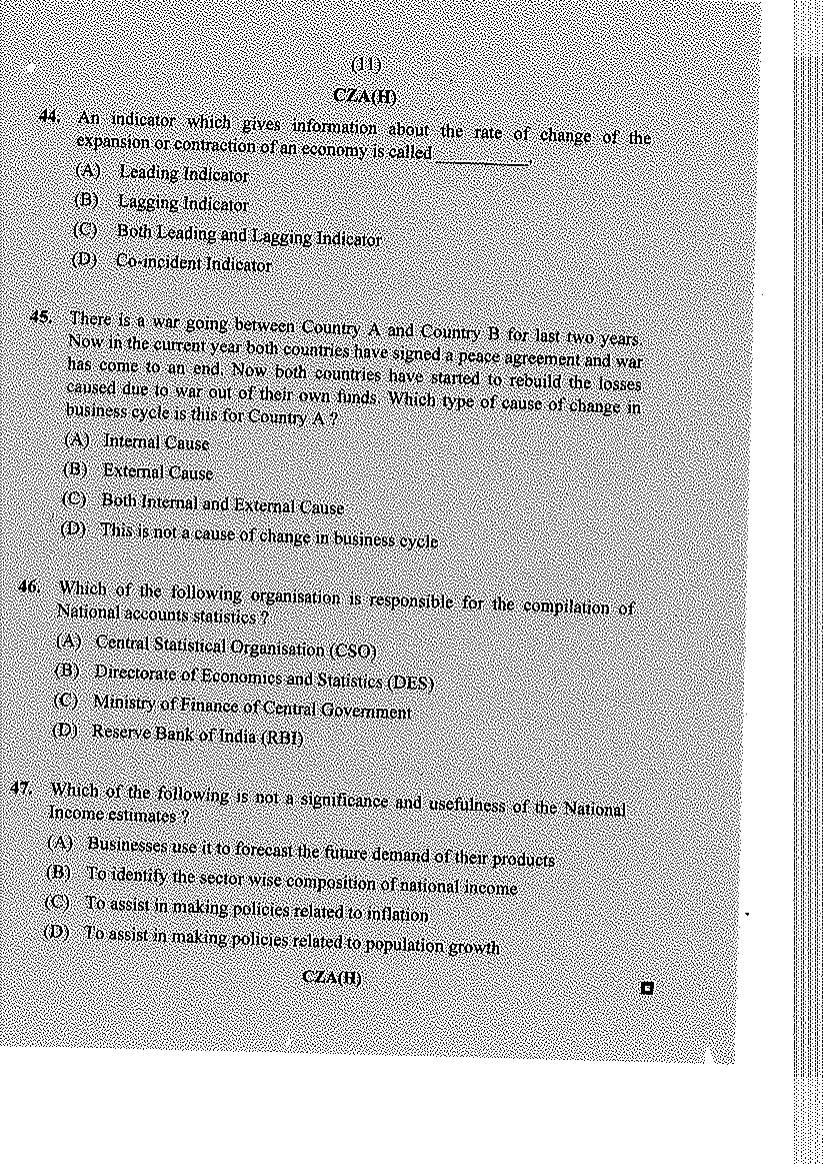 (11)
CZA(H)
44. An indicator which gives information about the rate of change of the
expansion or contraction of an economy is called __________.
(A) Leading Indicator
(B) Lagging Indicator
(C) Both Leading and Lagging Indicator
(D) Co-incident Indicator
45. There is a war going between Country A and Country B for last two years.
Now in the current year both countries have signed a peace agreement and war
has come to an end. Now both countries have started to rebuild the losses
caused due to war out of their own funds. Which type of cause of change in
business cycle is this for Country A ?
(A) Internal Cause
(B) External Cause
(C) Both Internal and External Cause
(D) This is not a cause of change in business cycle
46. Which of the following organisation is responsible for the compilation of
National accounts statistics ?
(A) Central Statistical Organisation (CSO)
(B) Directorate of Economics and Statistics (DES)
(C) Ministry of Finance of Central Government
(D) Reserve Bank of India (RBI)
47. Which of the following is not a significance and usefulness of the National
Income estimates ?
(A) Businesses use it to forecast the future demand of their products
(B) To identify the sector wise composition of national income
(C) To assist in making policies related to inflation
(D) To assist in making policies related to population growth
CZA(H)